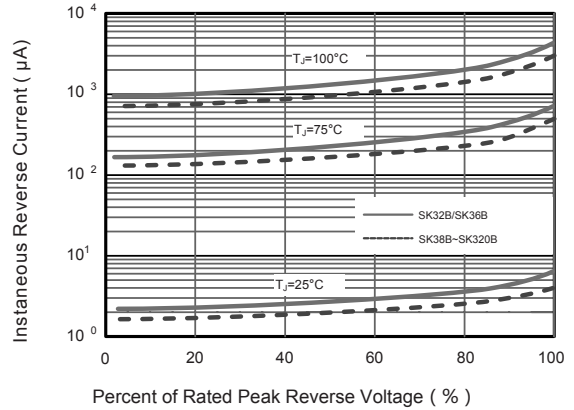 Instaneous Reverse Current ( μA)
10 4
10 3
10 2
10 1
10 0
TJ=100°C
TJ=75°C
SK32B/SK36B
SK38B~SK320B
TJ=25°C
0
20
40
60
80
100
Percent of Rated Peak Reverse Voltage ( % )